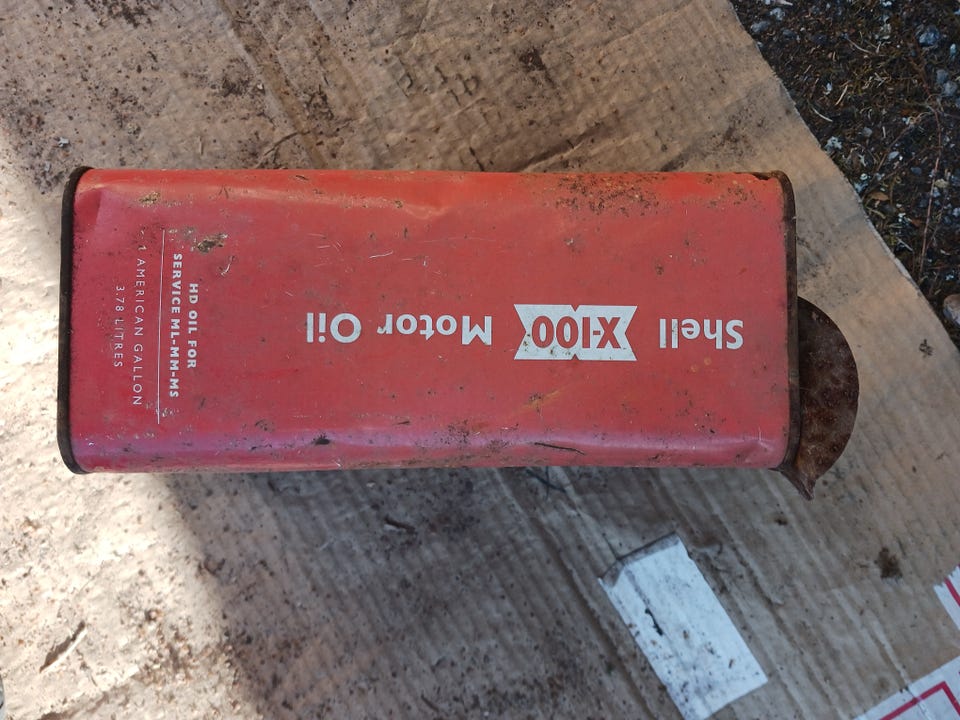 Shell X-100 Motor Oil
HD OIL FOR
SERVICE ML-MM-MS
1 AMERICAN GALLON
3.78 LITRES